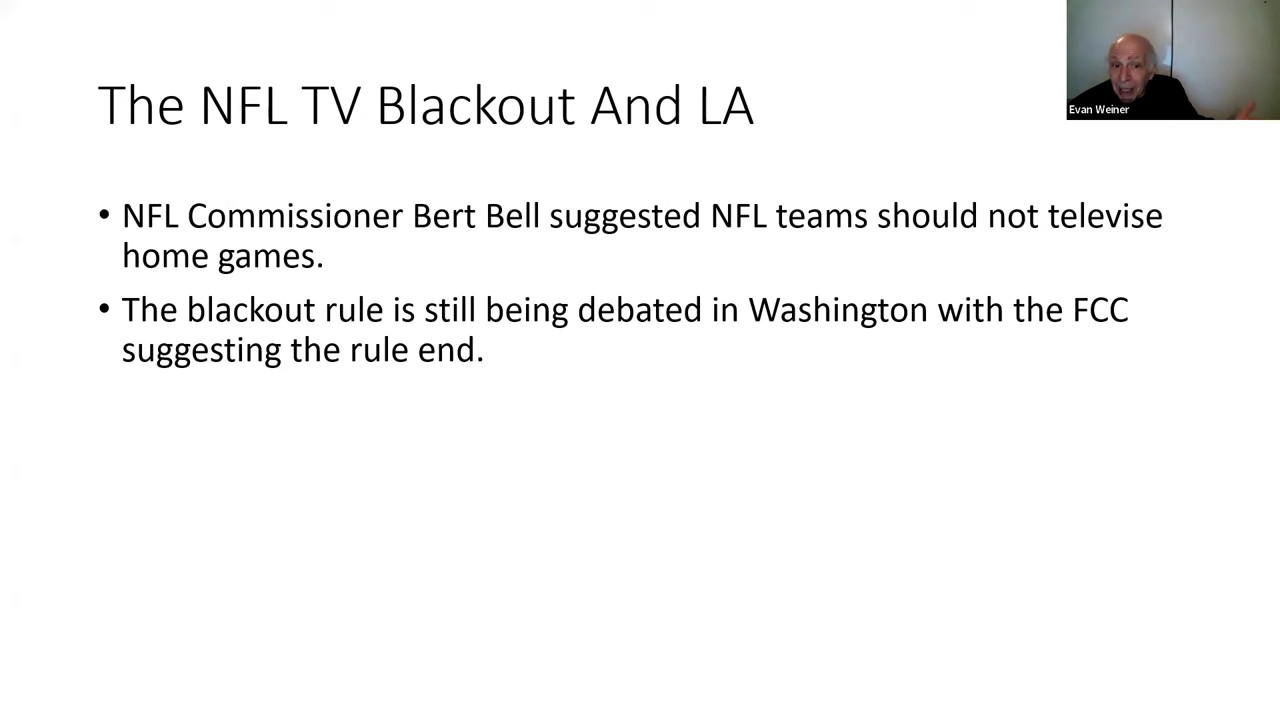 The NFL TV Blackout And LA
Evan Weiner
• NFL Commissioner Bert Bell suggested NFL teams should not televise
home games.
• The blackout rule is still being debated in Washington with the FCC
suggesting the rule end.